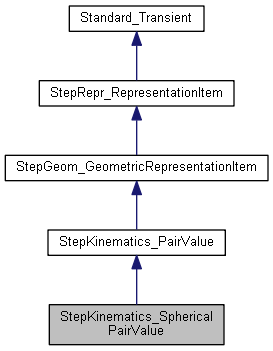 Standard_Transient
StepRepr_RepresentationItem
StepGeom_GeometricRepresentationItem
StepKinematics_PairValue
StepKinematics_Spherical
PairValue